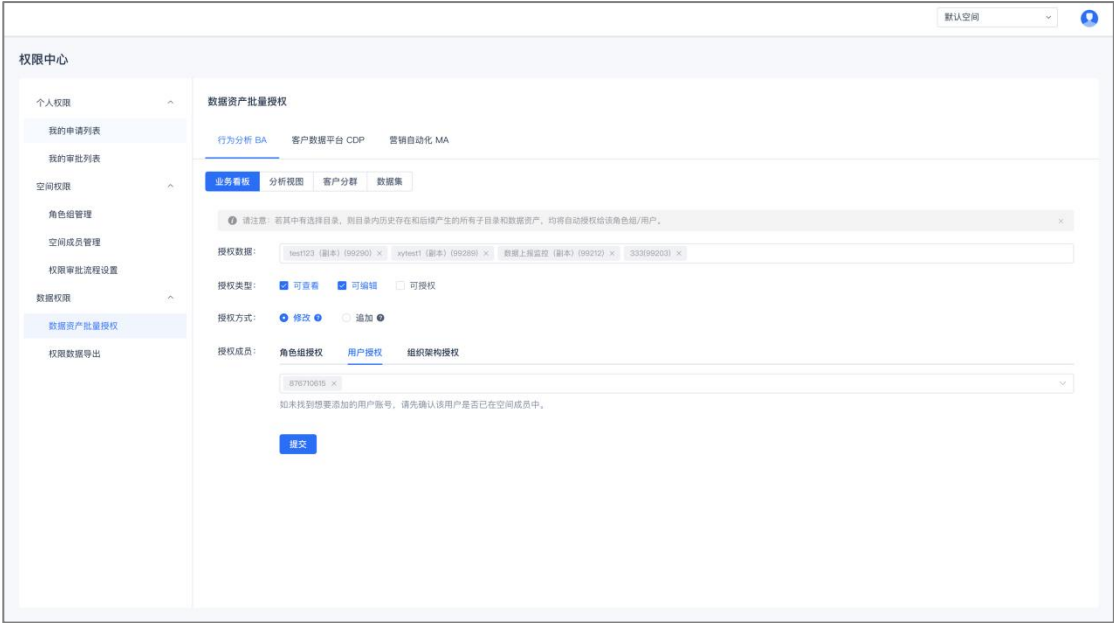 默认空间
权限中心
个人权限
我的申请列表
我的审批列表
空间权限
角色组管理
空间成员管理
权限审批流程设置
数据权限
数据资产批量授权
权限数据导出
数据资产批量授权
行为分析 BA 客户数据平台 CDP 营销自动化 MA
业务看板 分析视图 客户分群 数据集
请注意：若其中有选择目录，则目录内历史存在和后续产生的所有子目录和数据资产，均将自动授权给该角色组/用户。
授权数据： test123（副本）(99290) × xytest1（副本）(99289) × 数据上报监控（副本）(99212) × 333(99203) ×
授权类型： 可查看 可编辑 可授权
授权方式： 修改 追加
授权成员： 角色组授权 用户授权 组织架构授权
876710615 ×
如未找到想要添加的用户账号，请先确认该用户是否已在空间成员中。
提交